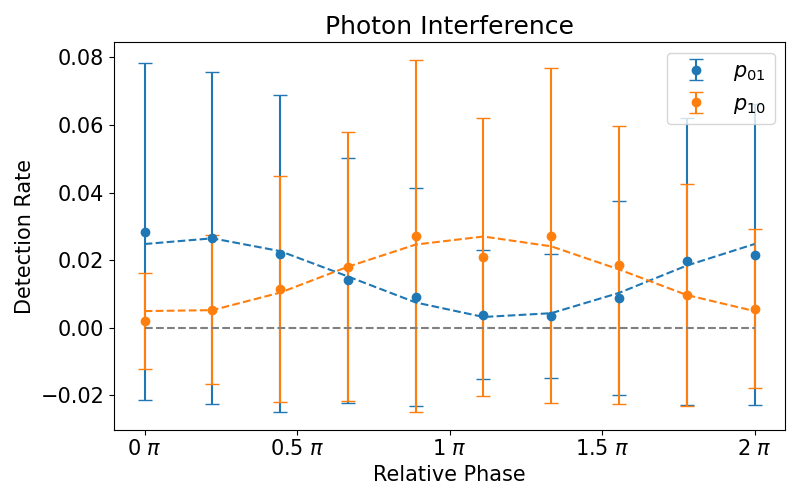 Photon Interference
Detection Rate
0.08
0.06
0.04
0.02
0.00
−0.02
p01
p10
0 π
0.5 π
1 π
1.5 π
2 π
Relative Phase